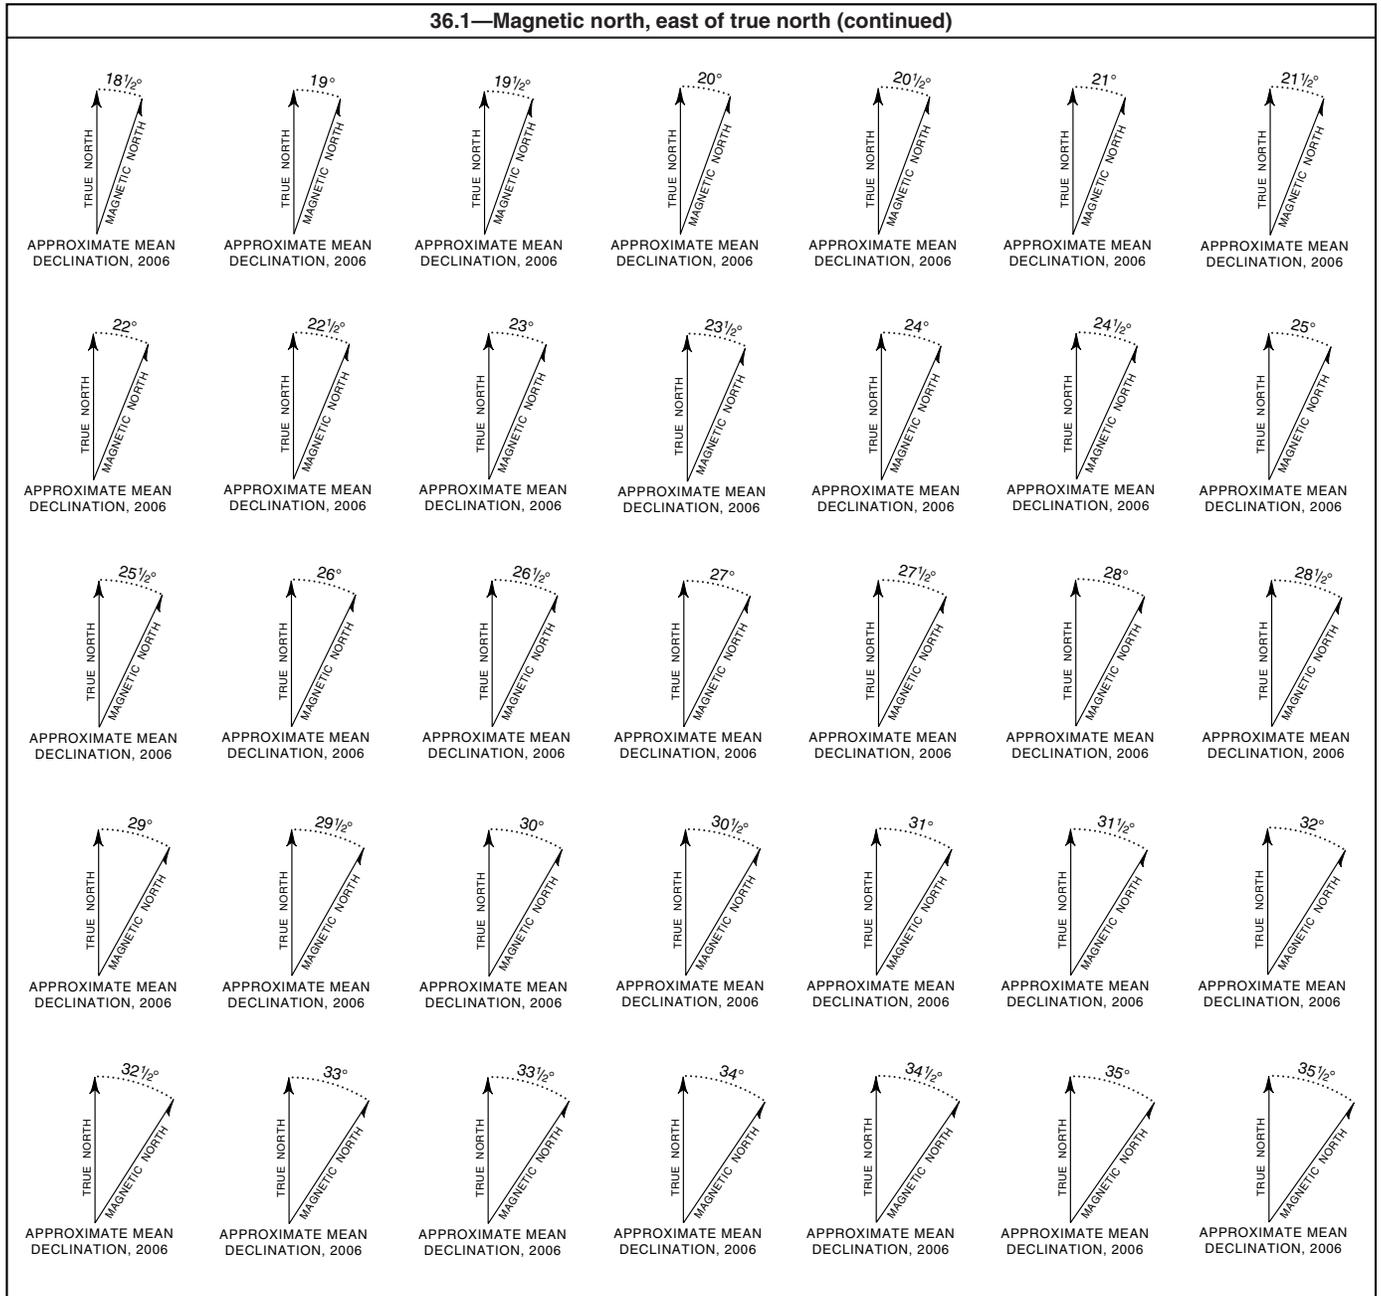 36.1—Magnetic north, east of true north (continued)
18½° 19° 19½° 20° 20½° 21° 21½°
TRUE NORTH MAGNETIC NORTH TRUE NORTH MAGNETIC NORTH TRUE NORTH MAGNETIC NORTH TRUE NORTH MAGNETIC NORTH TRUE NORTH MAGNETIC NORTH TRUE NORTH MAGNETIC NORTH TRUE NORTH MAGNETIC NORTH
APPROXIMATE MEAN APPROXIMATE MEAN APPROXIMATE MEAN APPROXIMATE MEAN APPROXIMATE MEAN APPROXIMATE MEAN APPROXIMATE MEAN
DECLINATION, 2006 DECLINATION, 2006 DECLINATION, 2006 DECLINATION, 2006 DECLINATION, 2006 DECLINATION, 2006 DECLINATION, 2006
22° 22½° 23° 23½° 24° 24½° 25°
TRUE NORTH MAGNETIC NORTH TRUE NORTH MAGNETIC NORTH TRUE NORTH MAGNETIC NORTH TRUE NORTH MAGNETIC NORTH TRUE NORTH MAGNETIC NORTH TRUE NORTH MAGNETIC NORTH TRUE NORTH MAGNETIC NORTH
APPROXIMATE MEAN APPROXIMATE MEAN APPROXIMATE MEAN APPROXIMATE MEAN APPROXIMATE MEAN APPROXIMATE MEAN APPROXIMATE MEAN
DECLINATION, 2006 DECLINATION, 2006 DECLINATION, 2006 DECLINATION, 2006 DECLINATION, 2006 DECLINATION, 2006 DECLINATION, 2006
25½° 26° 26½° 27° 27½° 28° 28½°
TRUE NORTH MAGNETIC NORTH TRUE NORTH MAGNETIC NORTH TRUE NORTH MAGNETIC NORTH TRUE NORTH MAGNETIC NORTH TRUE NORTH MAGNETIC NORTH TRUE NORTH MAGNETIC NORTH TRUE NORTH MAGNETIC NORTH
APPROXIMATE MEAN APPROXIMATE MEAN APPROXIMATE MEAN APPROXIMATE MEAN APPROXIMATE MEAN APPROXIMATE MEAN APPROXIMATE MEAN
DECLINATION, 2006 DECLINATION, 2006 DECLINATION, 2006 DECLINATION, 2006 DECLINATION, 2006 DECLINATION, 2006 DECLINATION, 2006
29° 29½° 30° 30½° 31° 31½° 32°
TRUE NORTH MAGNETIC NORTH TRUE NORTH MAGNETIC NORTH TRUE NORTH MAGNETIC NORTH TRUE NORTH MAGNETIC NORTH TRUE NORTH MAGNETIC NORTH TRUE NORTH MAGNETIC NORTH TRUE NORTH MAGNETIC NORTH
APPROXIMATE MEAN APPROXIMATE MEAN APPROXIMATE MEAN APPROXIMATE MEAN APPROXIMATE MEAN APPROXIMATE MEAN APPROXIMATE MEAN
DECLINATION, 2006 DECLINATION, 2006 DECLINATION, 2006 DECLINATION, 2006 DECLINATION, 2006 DECLINATION, 2006 DECLINATION, 2006
32½° 33° 33½° 34° 34½° 35° 35½°
TRUE NORTH MAGNETIC NORTH TRUE NORTH MAGNETIC NORTH TRUE NORTH MAGNETIC NORTH TRUE NORTH MAGNETIC NORTH TRUE NORTH MAGNETIC NORTH TRUE NORTH MAGNETIC NORTH TRUE NORTH MAGNETIC NORTH
APPROXIMATE MEAN APPROXIMATE MEAN APPROXIMATE MEAN APPROXIMATE MEAN APPROXIMATE MEAN APPROXIMATE MEAN APPROXIMATE MEAN
DECLINATION, 2006 DECLINATION, 2006 DECLINATION, 2006 DECLINATION, 2006 DECLINATION, 2006 DECLINATION, 2006 DECLINATION, 2006